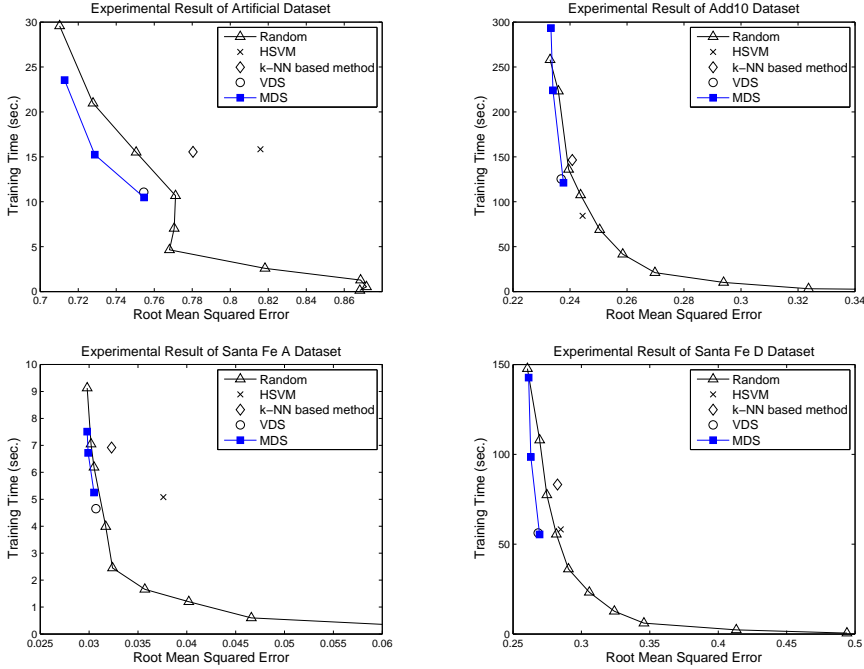 Experimental Result of Artificial Dataset
30
25
20
15
10
5
0
Training Time (sec.)
0.7
0.72
0.74
0.76
0.78
0.8
0.82
0.84
0.86
Root Mean Squared Error
Random
HSVM
k−NN based method
VDS
MDS
Experimental Result of Add10 Dataset
300
250
200
150
100
50
0
Training Time (sec.)
0.22
0.24
0.26
0.28
0.3
0.32
0.34
Root Mean Squared Error
Random
HSVM
k−NN based method
VDS
MDS
Experimental Result of Santa Fe A Dataset
10
9
8
7
6
5
4
3
2
1
0
Training Time (sec.)
0.025
0.03
0.035
0.04
0.045
0.05
0.055
0.06
Root Mean Squared Error
Random
HSVM
k−NN based method
VDS
MDS
Experimental Result of Santa Fe D Dataset
150
100
50
0
Training Time (sec.)
0.25
0.3
0.35
0.4
0.45
0.5
Root Mean Squared Error
Random
HSVM
k−NN based method
VDS
MDS